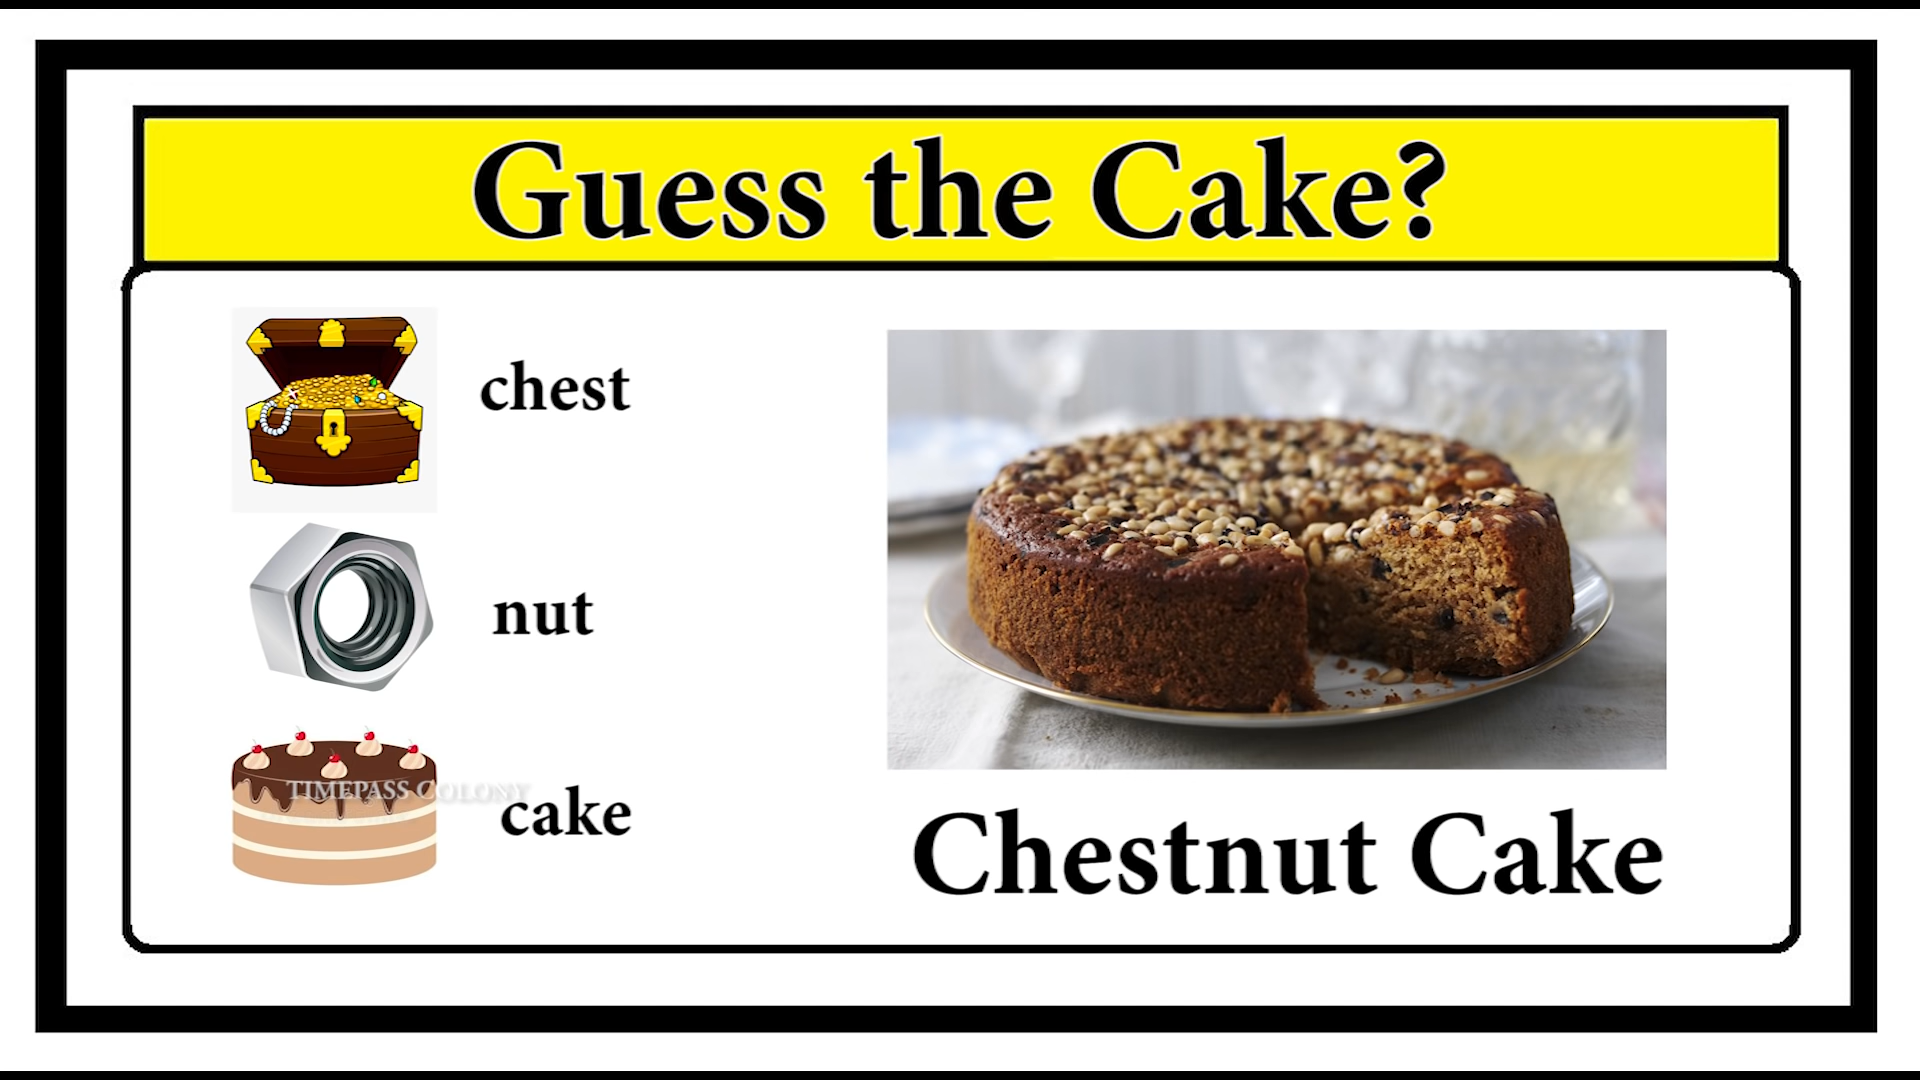 Guess the Cake?
chest
nut
TIMEPASS COLONY
cake
Chestnut Cake